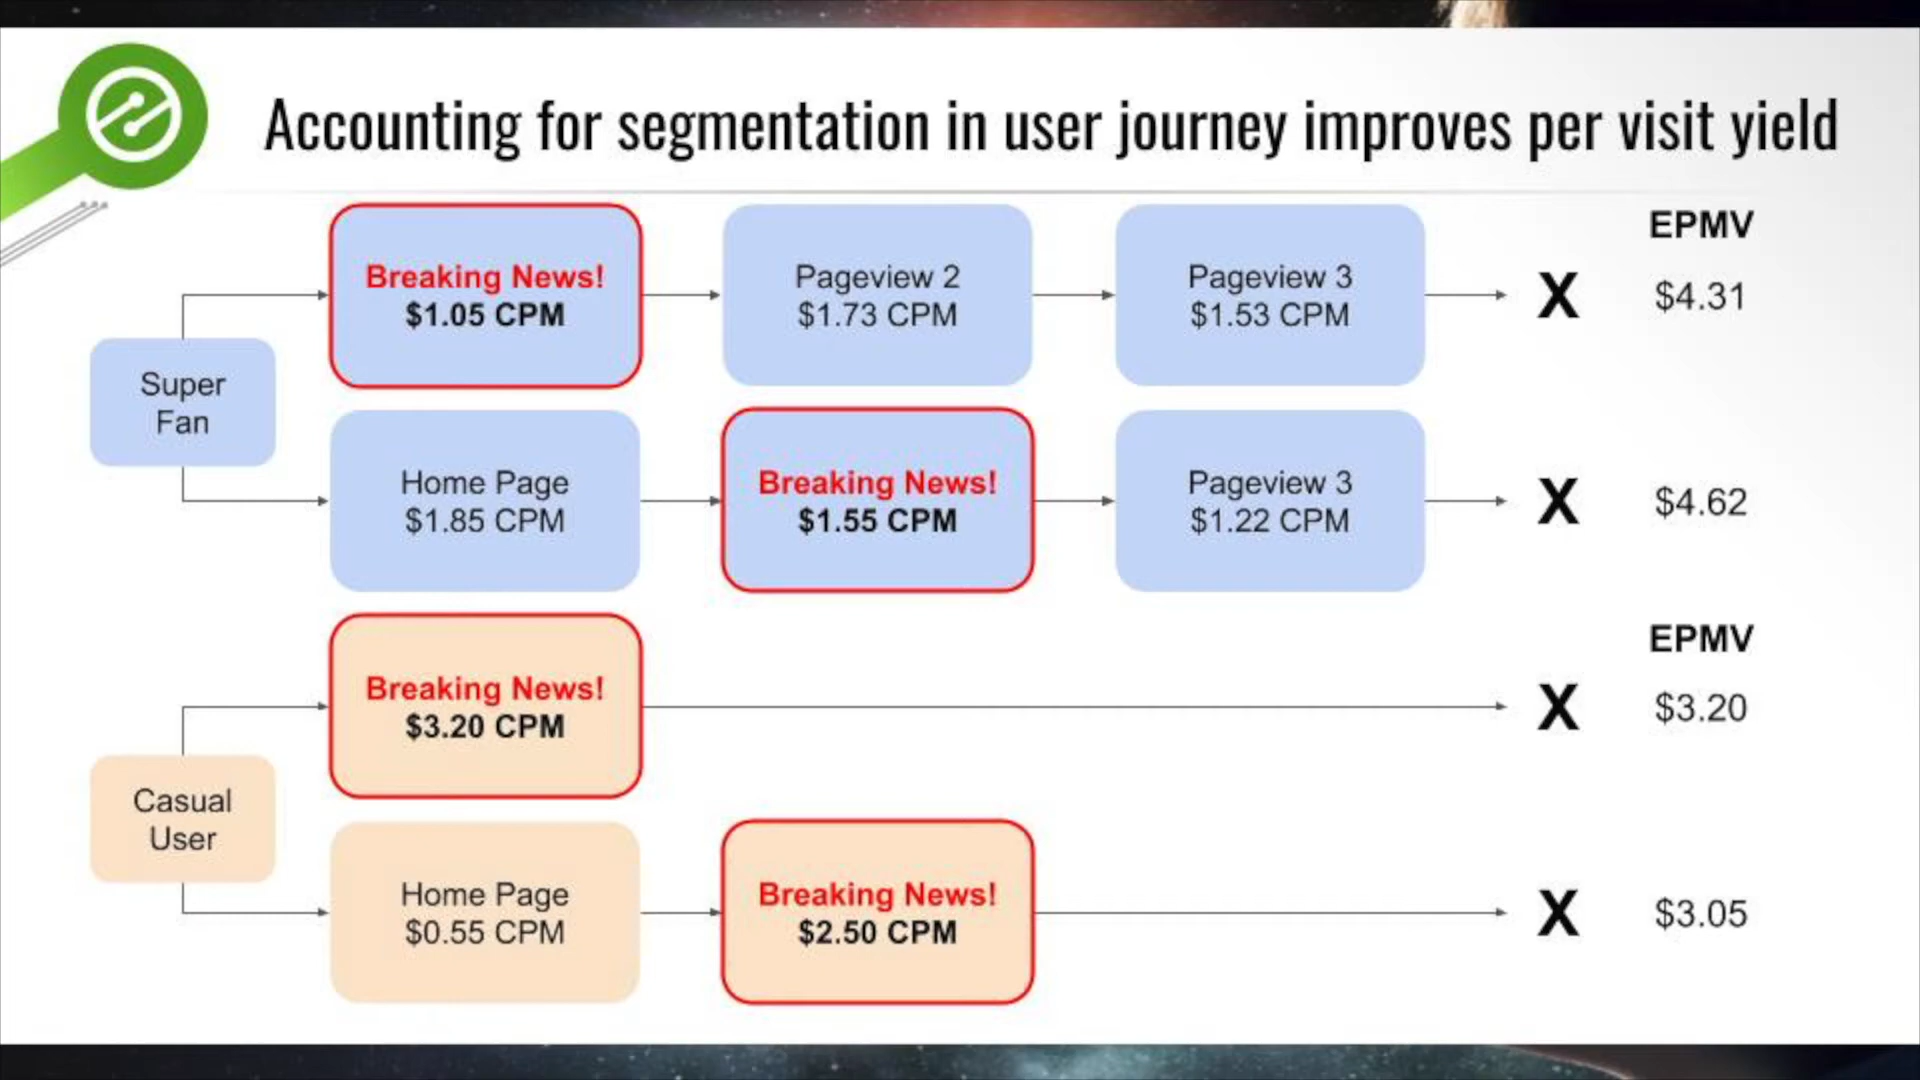 Accounting for segmentation in user journey improves per visit yield
EPMV
Breaking News!
$1.05 CPM
Pageview 2
$1.73 CPM
Pageview 3
$1.53 CPM
X
$4.31
Super
Fan
Home Page
$1.85 CPM
Breaking News!
$1.55 CPM
Pageview 3
$1.22 CPM
X
$4.62
EPMV
Breaking News!
$3.20 CPM
X
$3.20
Casual
User
Home Page
$0.55 CPM
Breaking News!
$2.50 CPM
X
$3.05